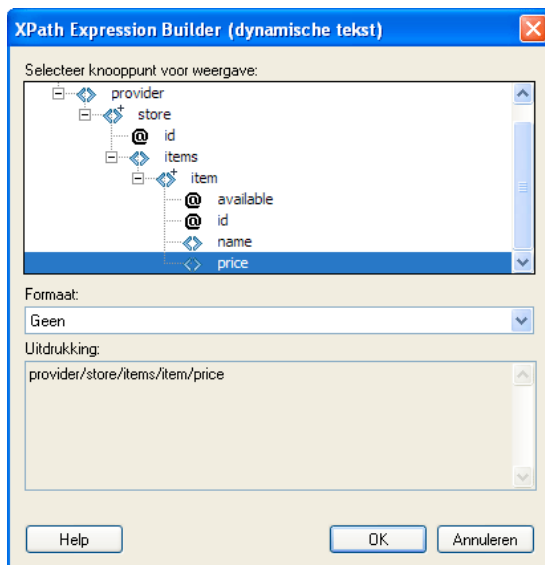 XPath Expression Builder (dynamische tekst)
Selecteer knooppunt voor weergave:
provider
store
@ id
items
item
@ available
@ id
name
price
Formaat:
Geen
Uitdrukking:
provider/store/items/item/price
Help
OK
Annuleren